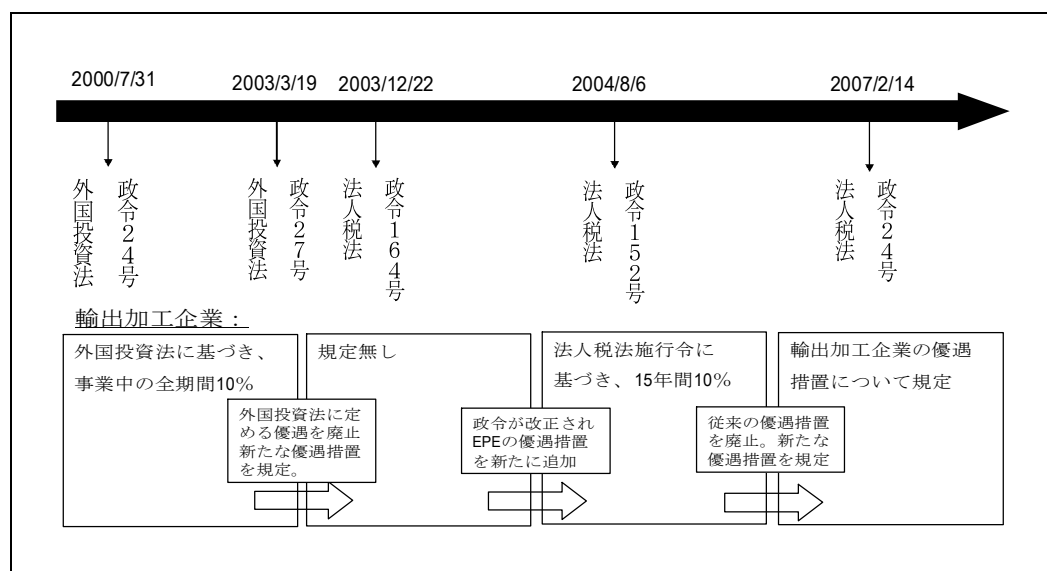 2000/7/31
2003/3/19
2003/12/22
2004/8/6
2007/2/14
政令24号
外国投資法
政令27号
外国投資法
政令164号
法人税法
政令152号
法人税法
政令24号
法人税法
輸出加工企業：
外国投資法に基づき、
事業中の全期間10%
外国投資法に定
める優遇を廃止
新たな優遇措置
を規定。
規定無し
政令が改正され
EPEの優遇措置
を新たに追加
法人税法施行令に
基づき、15年間10%
従来の優遇措置
を廃止。新たな
優遇措置を規定
輸出加工企業の優遇
措置について規定